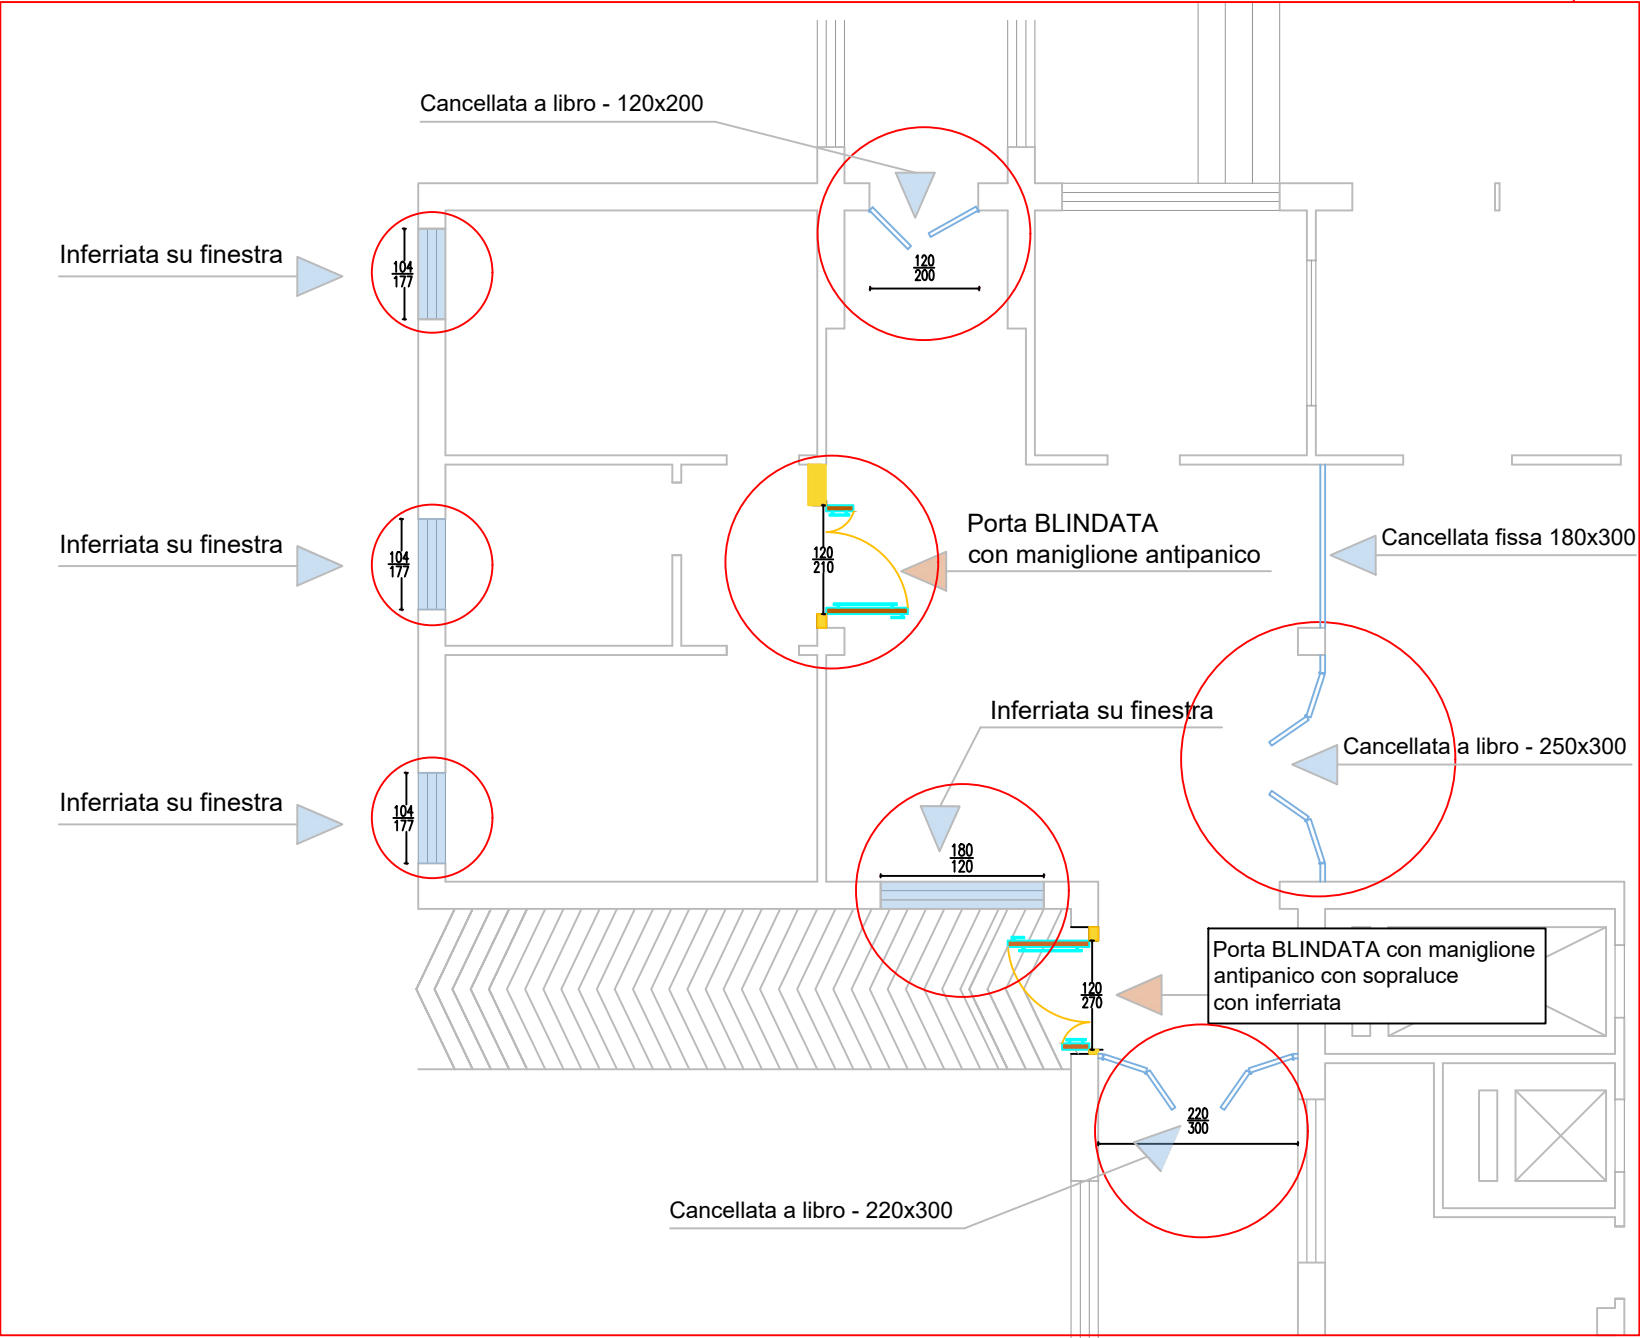 Cancellata a libro - 120x200
Inferriata su finestra
104
177
120
200
Porta BLINDATA
con maniglione antipanico
Cancellata fissa 180x300
Inferriata su finestra
104
177
120
210
Inferriata su finestra
Cancellata a libro - 250x300
Inferriata su finestra
104
177
180
120
Porta BLINDATA con maniglione
antipanico con sopraluce
con inferriata
120
270
220
300
Cancellata a libro - 220x300